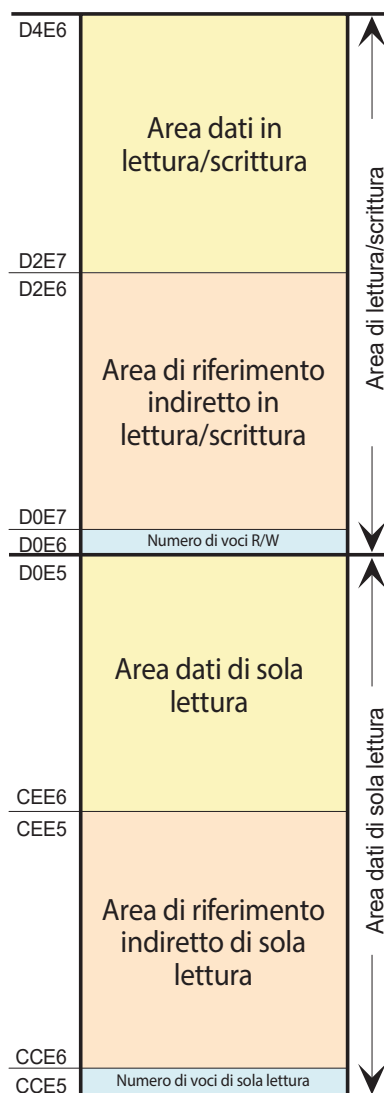 D4E6
Area dati in
lettura/scrittura
D2E7
D2E6
Area di riferimento
indiretto in
lettura/scrittura
D0E7
Numero di voci R/W
D0E6
Area di lettura/scrittura
D0E5
Area dati di sola
lettura
CEE6
CEE5
Area di riferimento
indiretto di sola
lettura
CCE6
Numero di voci di sola lettura
CCE5
Area dati di sola lettura